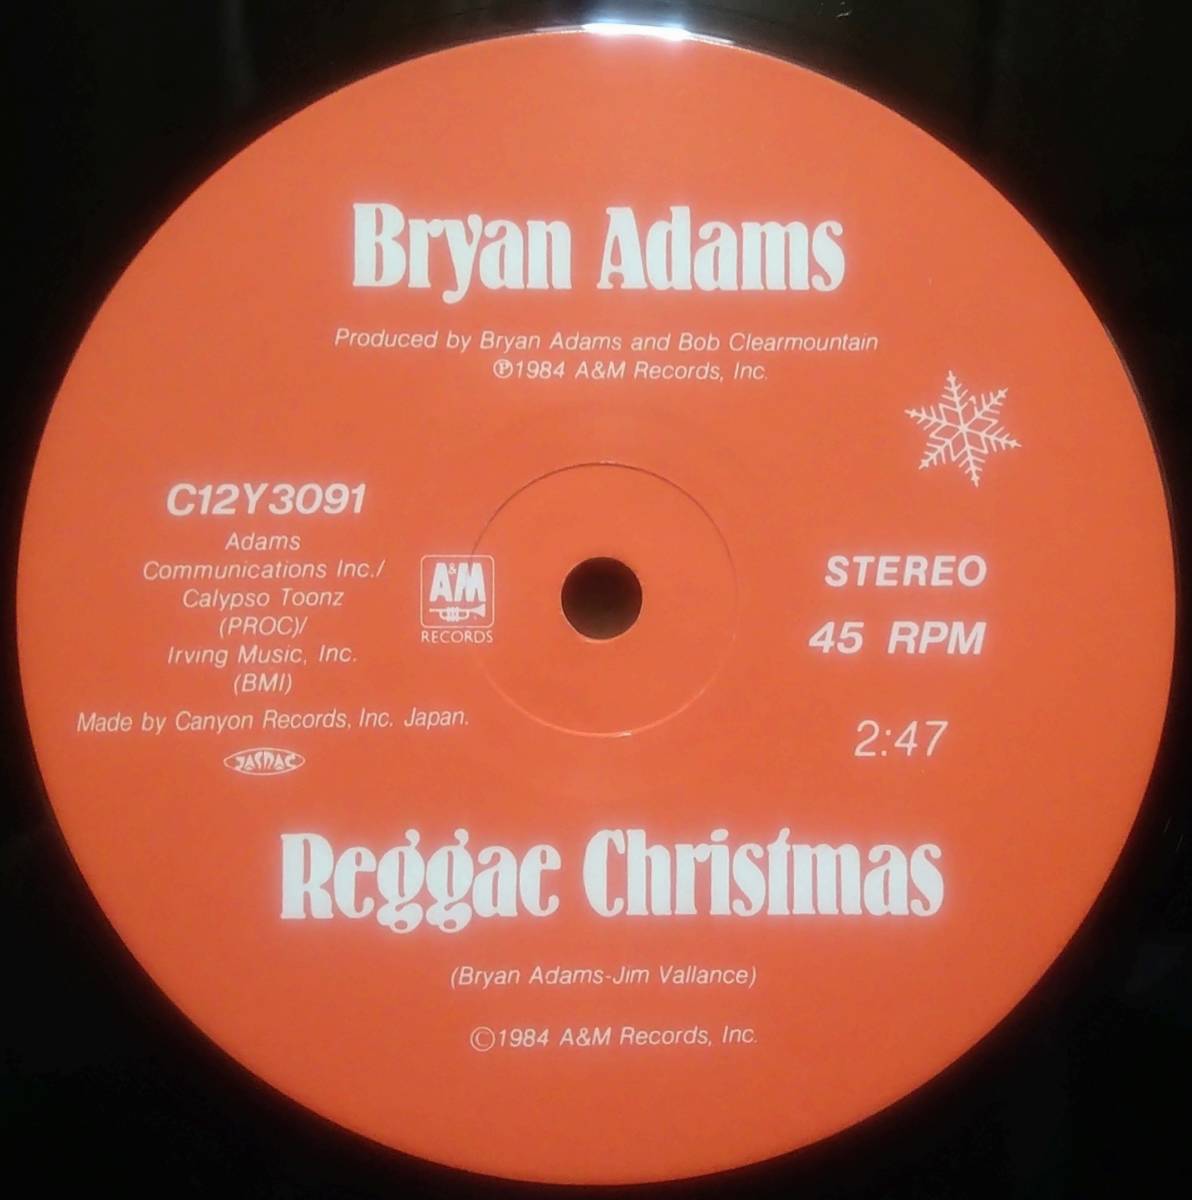 Bryan Adams
Produced by Bryan Adams and Bob Clearmountain
℗1984 A&M Records, Inc.
C12Y3091
Adams
Communications Inc./
Calypso Toonz
(PROC)/
Irving Music, Inc.
(BMI)
Made by Canyon Records, Inc. Japan.
JASRAC
A&M
RECORDS
STEREO
45 RPM
2:47
Reggae Christmas
(Bryan Adams-Jim Vallance)
©1984 A&M Records, Inc.